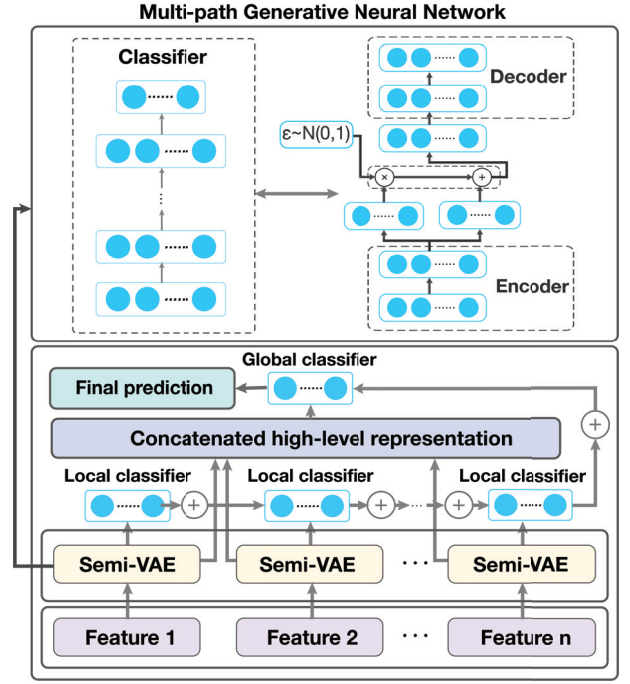 Multi-path Generative Neural Network
Classifier
Decoder
ε~N(0,1)
×
+
Encoder
Global classifier
Final prediction
+
Concatenated high-level representation
Local classifier
Local classifier
Local classifier
+
+
+
Semi-VAE
Semi-VAE
Semi-VAE
Feature 1
Feature 2
Feature n